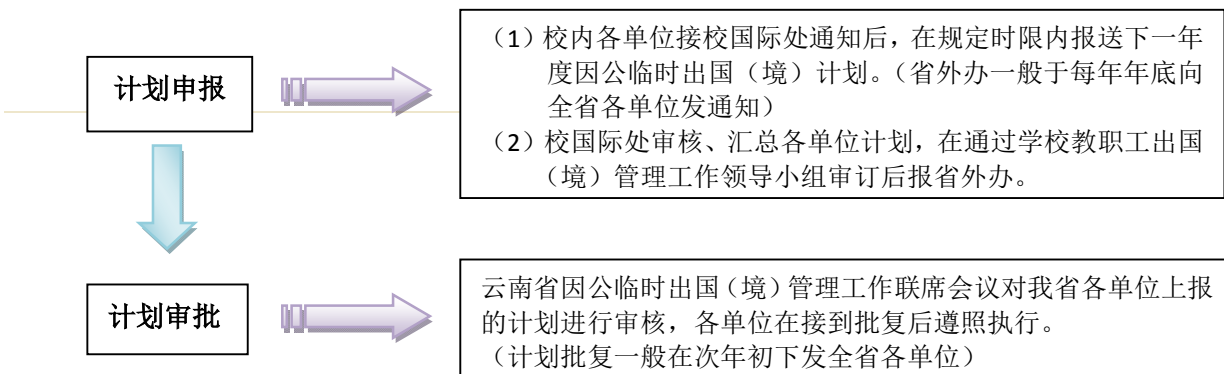 计划申报
（1）校内各单位接校国际处通知后，在规定时限内报送下一年
度因公临时出国（境）计划。（省外办一般于每年年底向
全省各单位发通知）
（2）校国际处审核、汇总各单位计划，在通过学校教职工出国
（境）管理工作领导小组审订后报省外办。
计划审批
云南省因公临时出国（境）管理工作联席会议对我省各单位上报
的计划进行审核，各单位在接到批复后遵照执行。
（计划批复一般在次年初下发全省各单位）